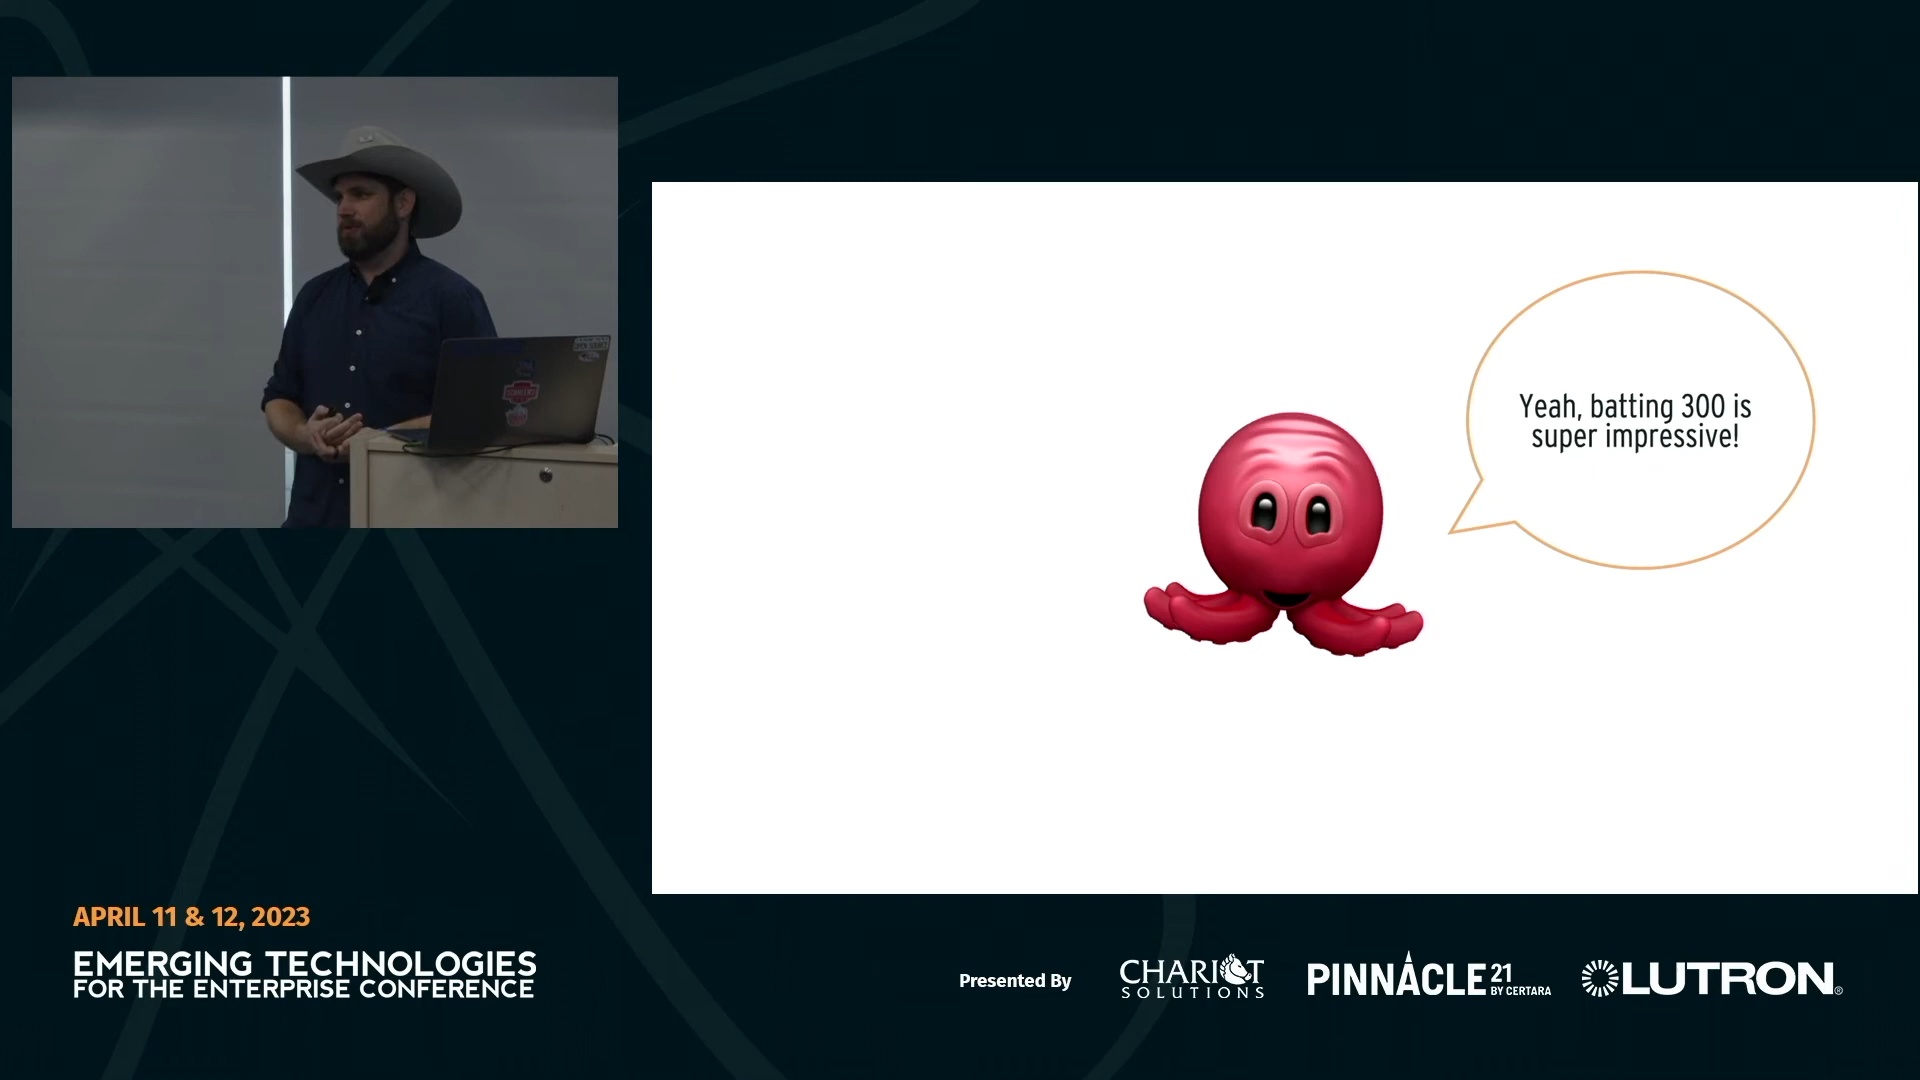 Yeah, batting 300 is
super impressive!
APRIL 11 & 12, 2023
EMERGING TECHNOLOGIES
FOR THE ENTERPRISE CONFERENCE
Presented By
CHARIOT
SOLUTIONS
PINNACLE 21
BY CERTARA
LUTRON®